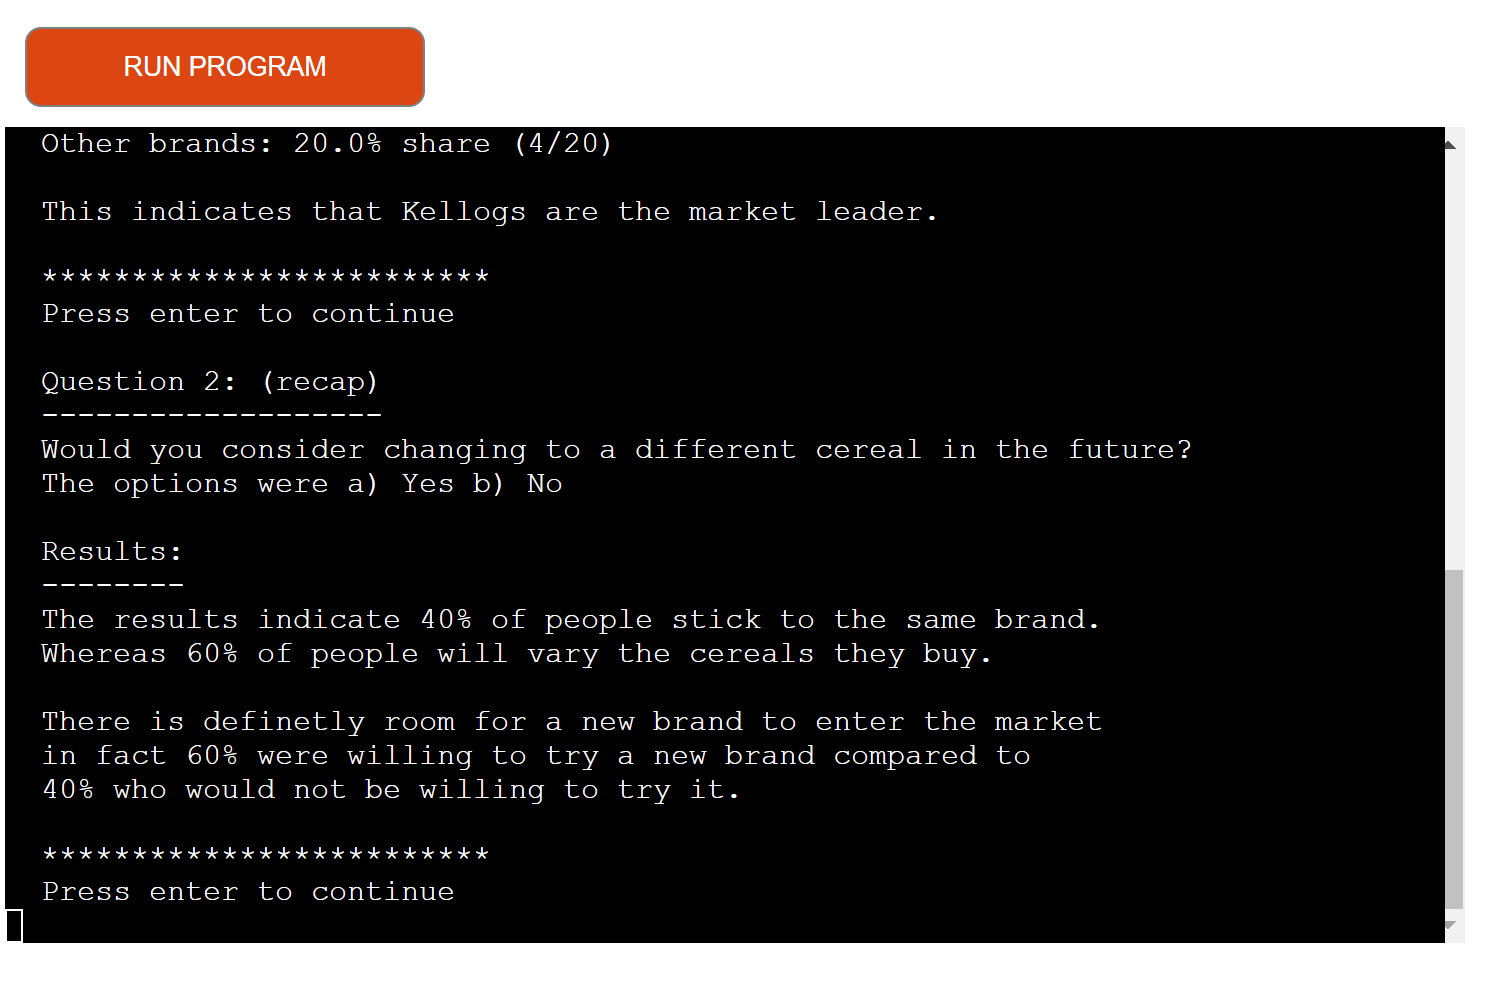 RUN PROGRAM
Other brands: 20.0% share (4/20)
This indicates that Kellogs are the market leader.
*************************
Press enter to continue
Question 2: (recap)
-------------------
Would you consider changing to a different cereal in the future?
The options were a) Yes b) No
Results:
--------
The results indicate 40% of people stick to the same brand.
Whereas 60% of people will vary the cereals they buy.
There is definetly room for a new brand to enter the market
in fact 60% were willing to try a new brand compared to
40% who would not be willing to try it.
*************************
Press enter to continue